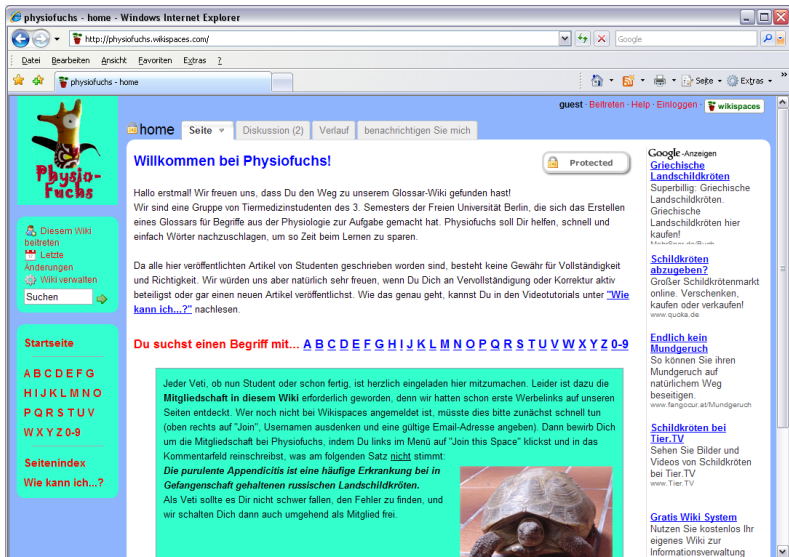 physiofuchs - home - Windows Internet Explorer
http://physiofuchs.wikispaces.com/
Google
Datei Bearbeiten Ansicht Favoriten Extras ?
physiofuchs - home
Seite Extras
guest · Beitreten · Help · Einloggen · wikispaces
Physio-
Fuchs
home Seite Diskussion (2) Verlauf benachrichtigen Sie mich
Willkommen bei Physiofuchs!
Protected
Hallo erstmal! Wir freuen uns, dass Du den Weg zu unserem Glossar-Wiki gefunden hast!
Wir sind eine Gruppe von Tiermedizinstudenten des 3. Semesters der Freien Universität Berlin, die sich das Erstellen
eines Glossars für Begriffe aus der Physiologie zur Aufgabe gemacht hat. Physiofuchs soll Dir helfen, schnell und
einfach Wörter nachzuschlagen, um so Zeit beim Lernen zu sparen.
Da alle hier veröffentlichten Artikel von Studenten geschrieben worden sind, besteht keine Gewähr für Vollständigkeit
und Richtigkeit. Wir würden uns aber natürlich sehr freuen, wenn Du Dich an Vervollständigung oder Korrektur aktiv
beteiligst oder gar einen neuen Artikel veröffentlichst. Wie das genau geht, kannst Du in den Videotutorials unter "Wie
kann ich...?" nachlesen.
Du suchst einen Begriff mit... A B C D E F G H I J K L M N O P Q R S T U V W X Y Z 0-9
Jeder Veti, ob nun Student oder schon fertig, ist herzlich eingeladen hier mitzumachen. Leider ist dazu die
Mitgliedschaft in diesem Wiki erforderlich geworden, denn wir hatten schon erste Werbelinks auf unseren
Seiten entdeckt. Wer noch nicht bei Wikispaces angemeldet ist, müsste dies bitte zunächst schnell tun
(oben rechts auf "Join", Usernamen ausdenken und eine gültige Email-Adresse angeben). Dann bewirb Dich
um die Mitgliedschaft bei Physiofuchs, indem Du links im Menü auf "Join this Space" klickst und in das
Kommentarfeld reinschreibst, was am folgenden Satz nicht stimmt:
Die purulente Appendicitis ist eine häufige Erkrankung bei in
Gefangenschaft gehaltenen russischen Landschildkröten.
Als Veti sollte es Dir nicht schwer fallen, den Fehler zu finden, und
wir schalten Dich dann auch umgehend als Mitglied frei.
Diesem Wiki
beitreten
Letzte
Änderungen
Wiki verwalten
Suchen
Startseite
A B C D E F G
H I J K L M N O
P Q R S T U V
W X Y Z 0-9
Seitenindex
Wie kann ich...?
Google-Anzeigen
Griechische
Landschildkröten
Superbillig: Griechische
Landschildkröten.
Griechische
Landschildkröten hier
kaufen!
Schildkröten
abzugeben?
Großer Schildkrötenmarkt
online. Verschenken,
kaufen oder verkaufen!
www.quoka.de
Endlich kein
Mundgeruch
So können Sie ihren
Mundgeruch auf
natürlichem Weg
beseitigen.
www.fangocur.at/Mundgeruch
Schildkröten bei
Tier.TV
Sehen Sie Bilder und
Videos von Schildkröten
bei Tier.TV
www.Tier.TV
Gratis Wiki System
Nutzen Sie kostenlos Ihr
eigenes Wiki zur
Informationsverwaltung